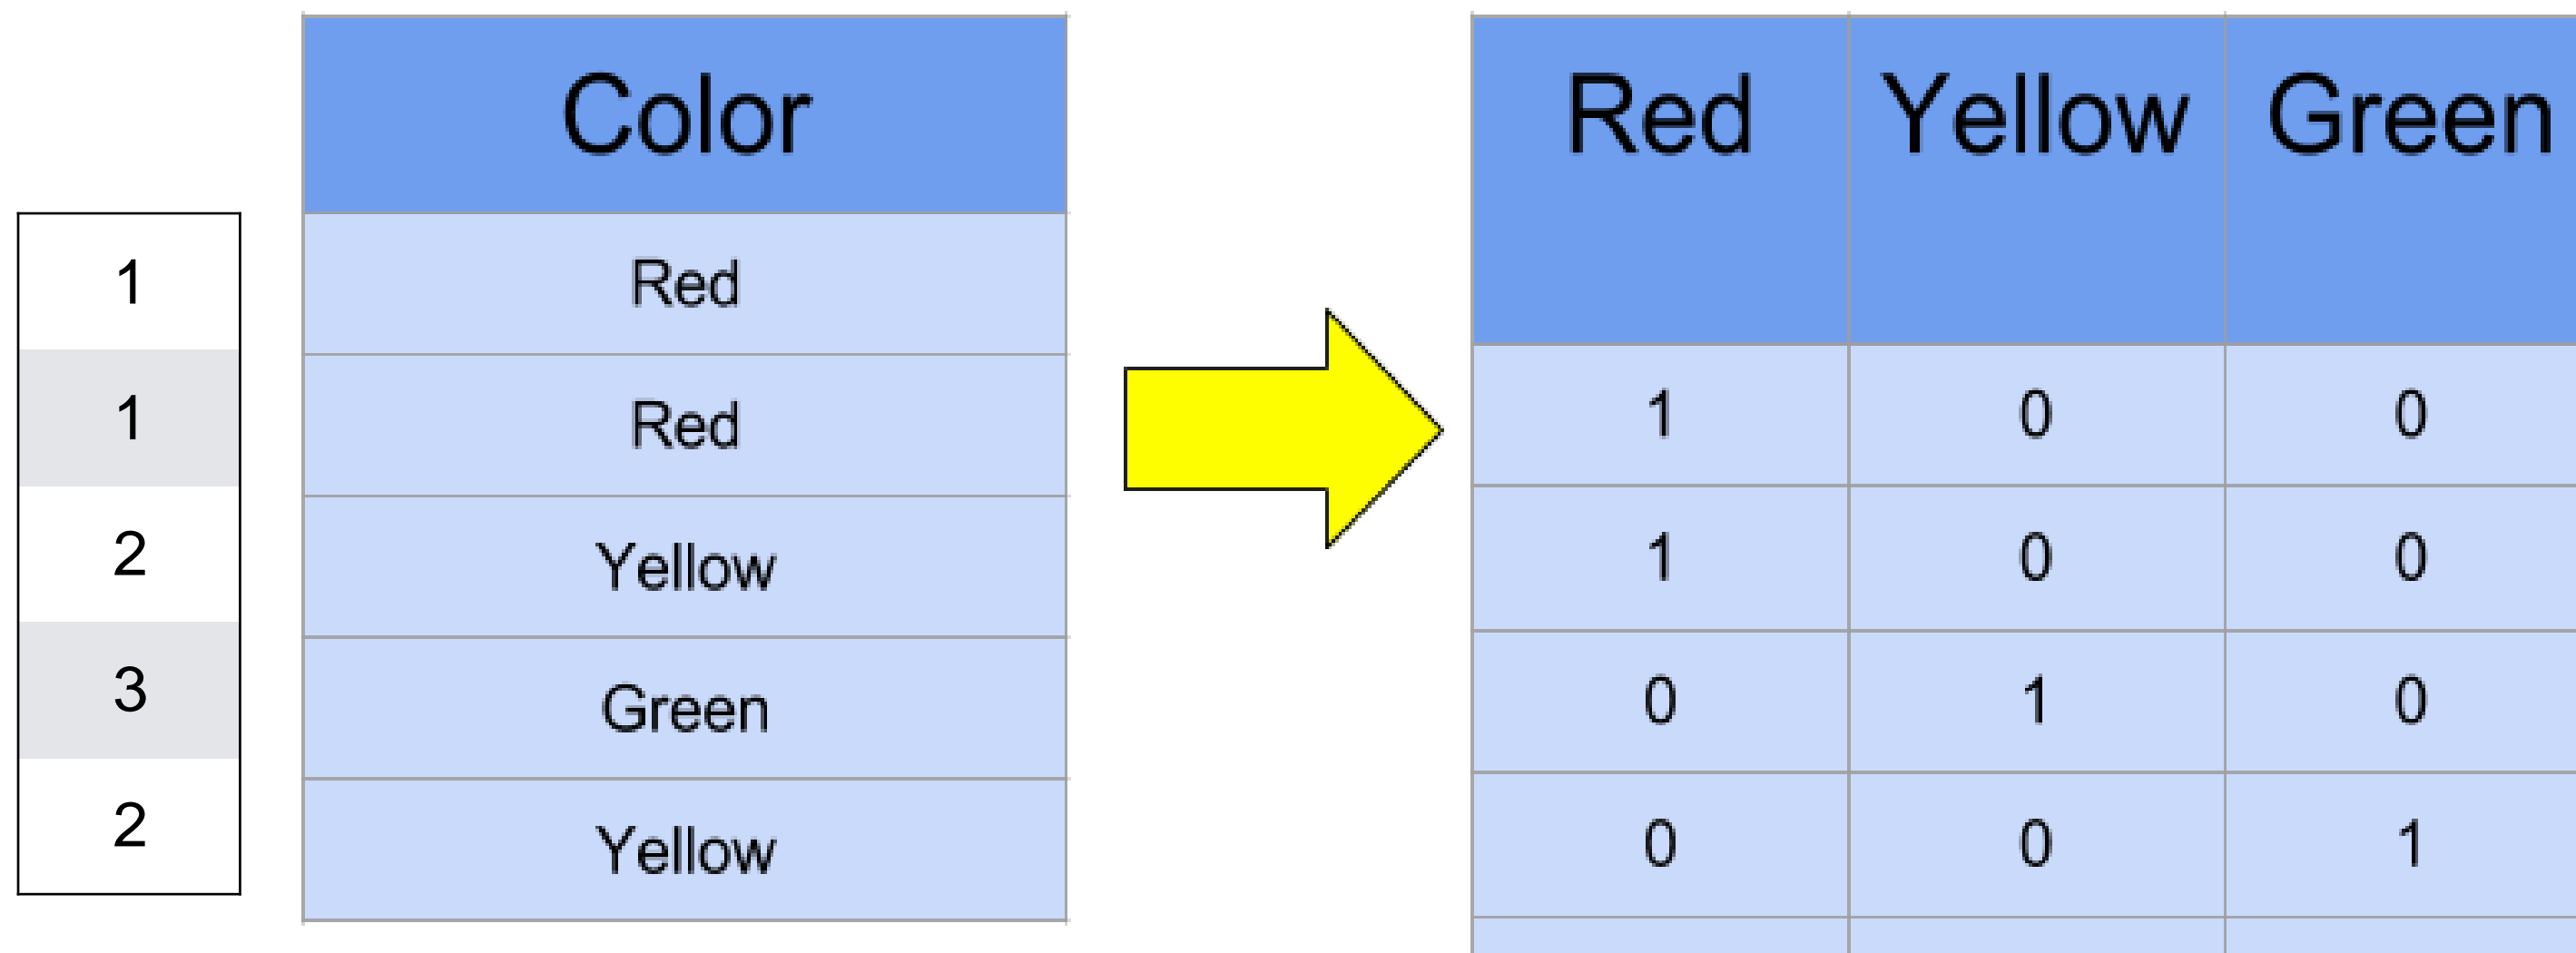 Color Red Yellow Green
1 Red 1 0 0
1 Red 1 0 0
2 Yellow 0 1 0
3 Green 0 0 1
2 Yellow